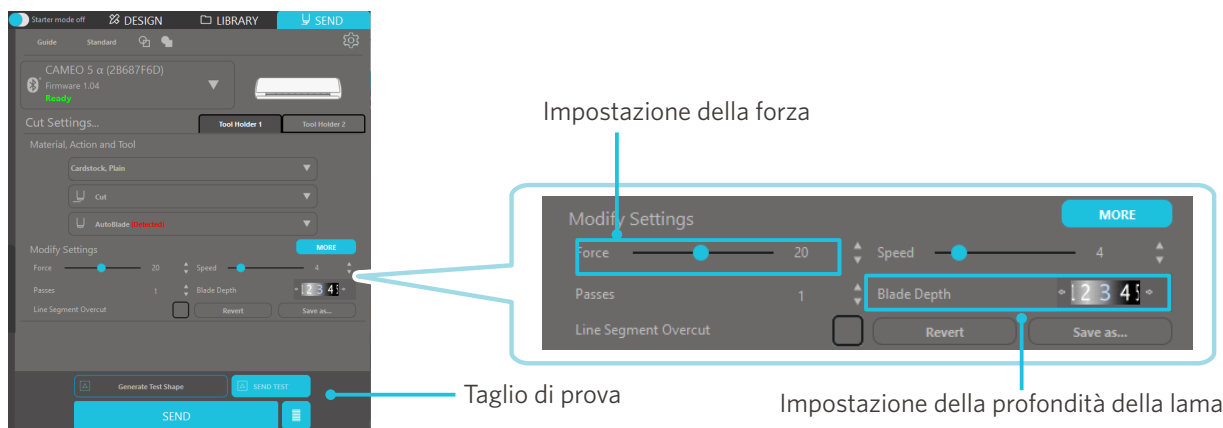 Starter mode off DESIGN LIBRARY SEND
Guide Standard
CAMEO 5 α (2B687F6D)
Firmware 1.04
Ready
Cut Settings... Tool Holder 1 Tool Holder 2
Material, Action and Tool
Cardstock, Plain
Cut
AutoBlade (Detected)
Modify Settings MORE
Force 20 Speed 4
Passes 1 Blade Depth 2 3 4
Line Segment Overcut Revert Save as...
Generate Test Shape SEND TEST
SEND
Impostazione della forza
Modify Settings MORE
Force 20 Speed 4
Passes 1 Blade Depth 2 3 4
Line Segment Overcut Revert Save as...
Taglio di prova
Impostazione della profondità della lama